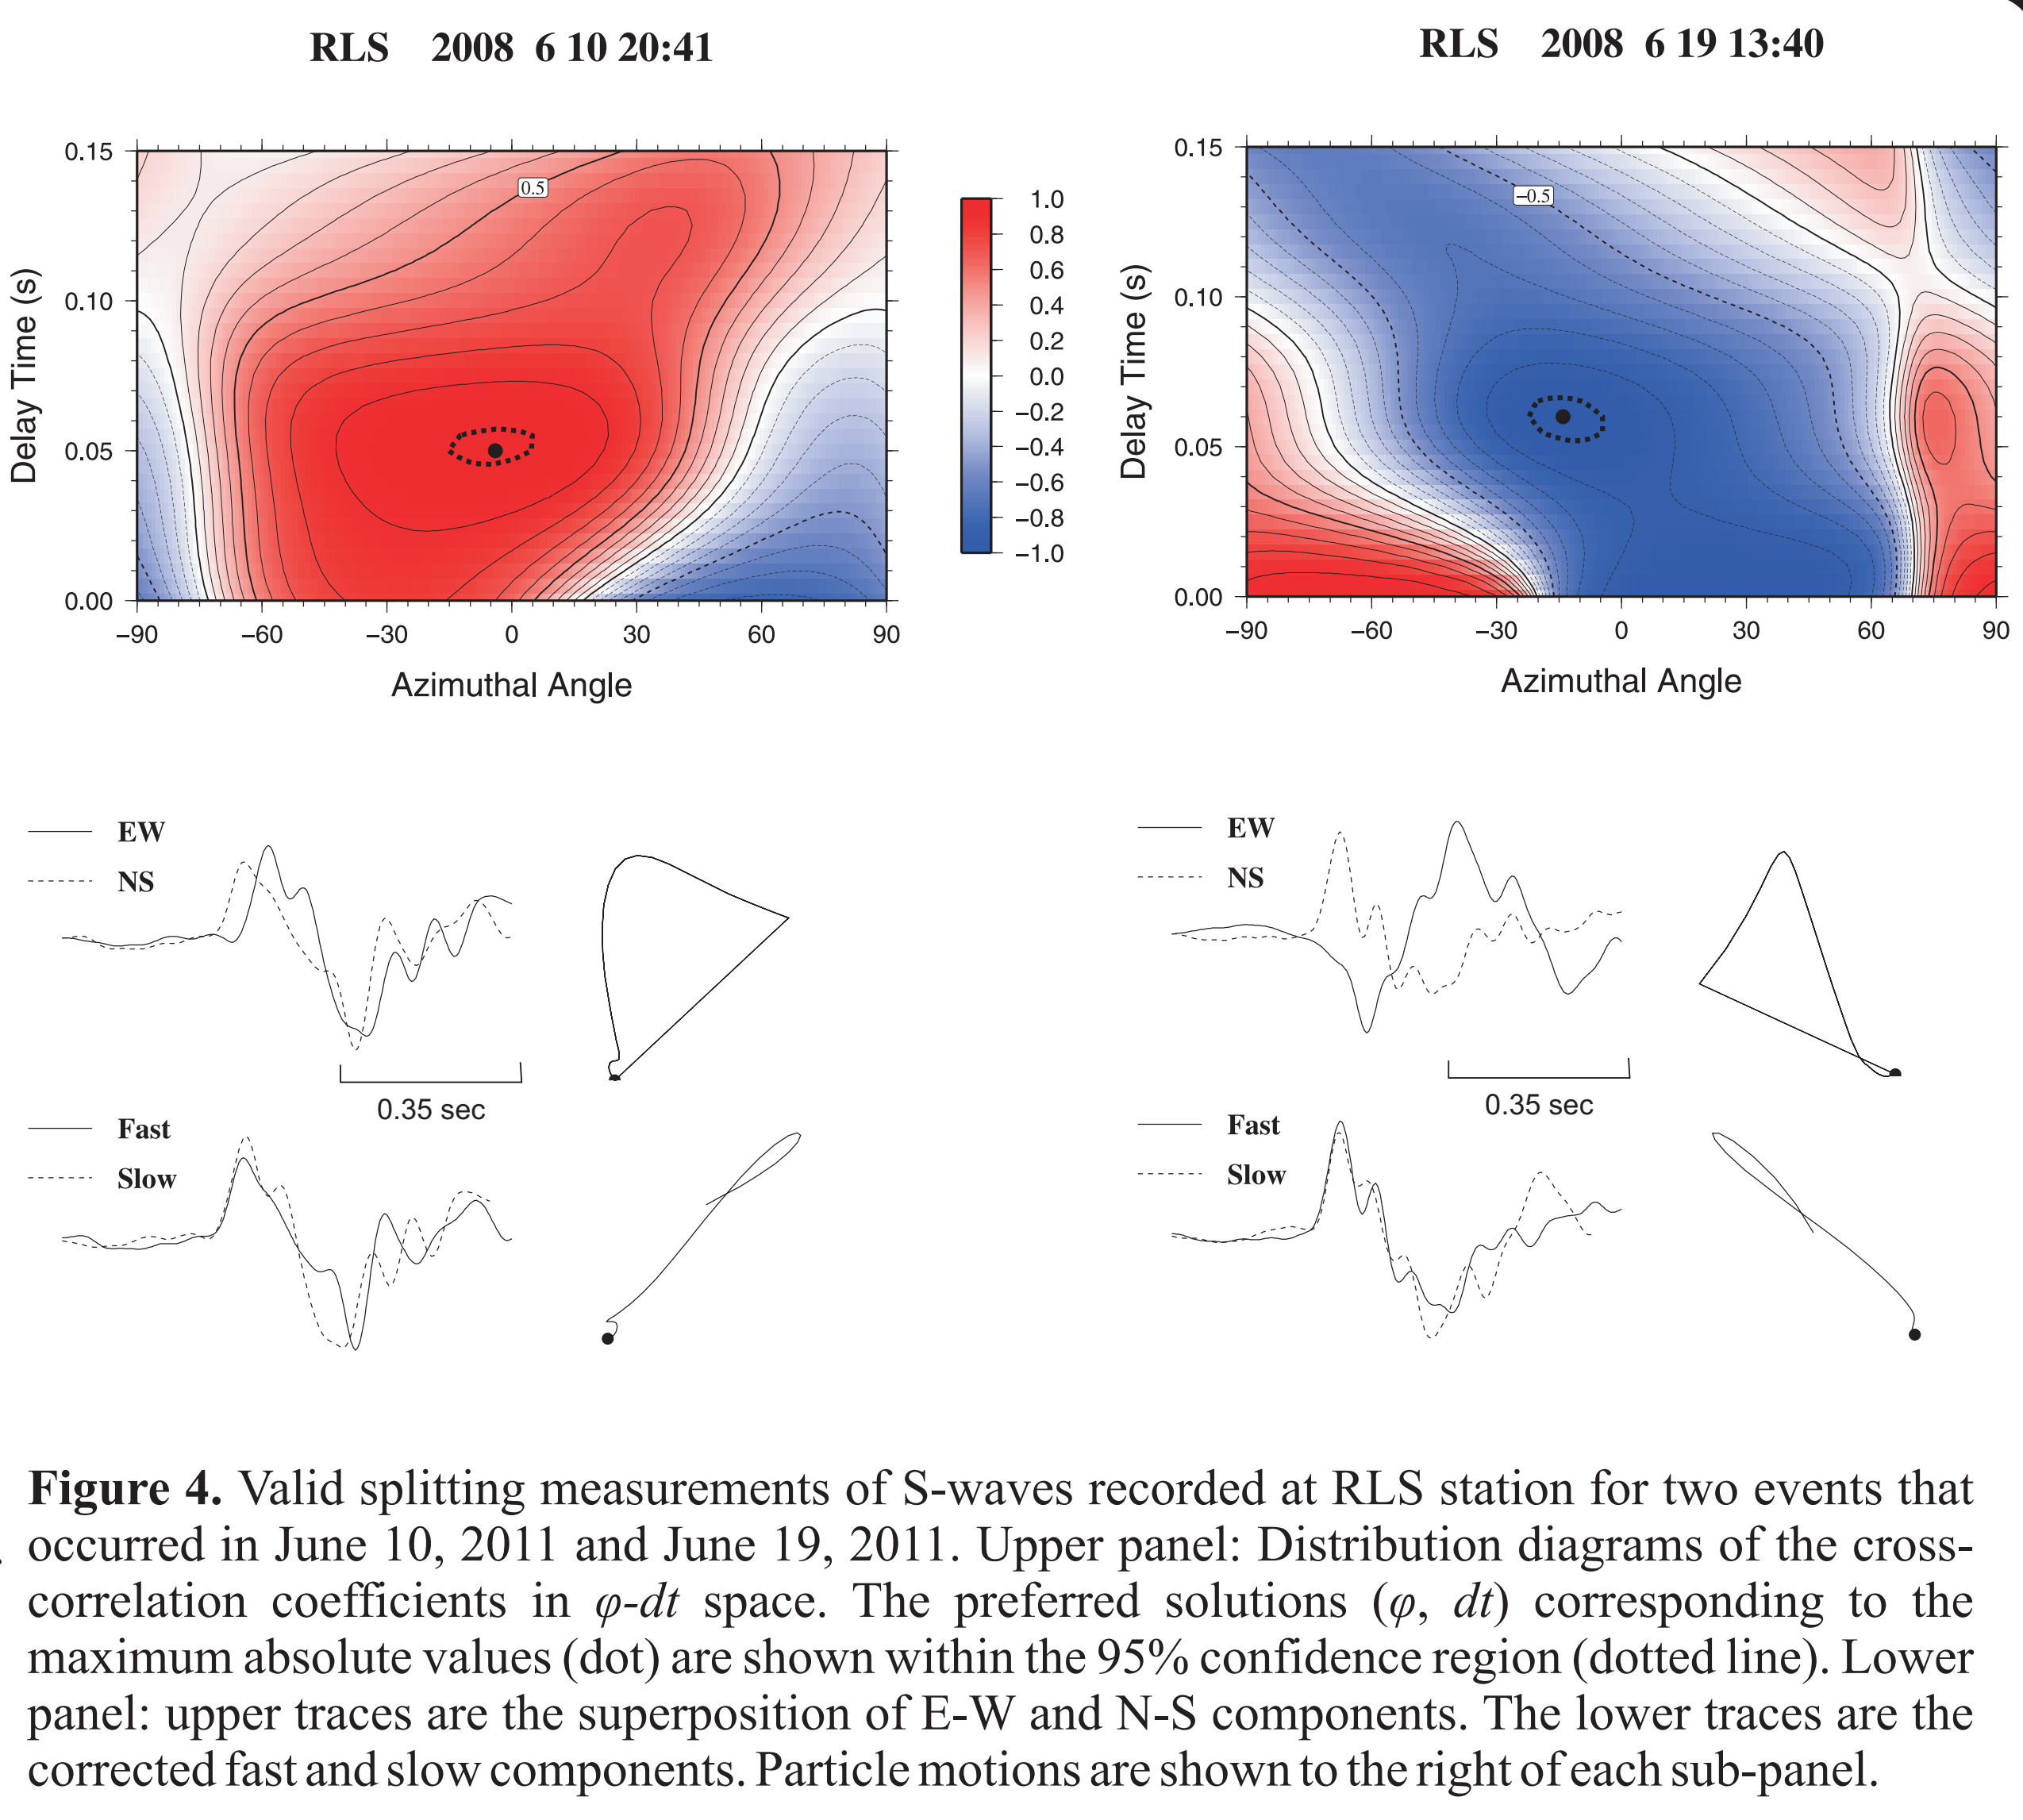 RLS 2008 6 10 20:41
0.15
0.10
0.05
0.00
Delay Time (s)
0.5
−90 −60 −30 0 30 60 90
Azimuthal Angle
1.0
0.8
0.6
0.4
0.2
0.0
−0.2
−0.4
−0.6
−0.8
−1.0
RLS 2008 6 19 13:40
0.15
0.10
0.05
0.00
Delay Time (s)
−0.5
−90 −60 −30 0 30 60 90
Azimuthal Angle
EW
NS
0.35 sec
Fast
Slow
EW
NS
0.35 sec
Fast
Slow
Figure 4. Valid splitting measurements of S-waves recorded at RLS station for two events that
occurred in June 10, 2011 and June 19, 2011. Upper panel: Distribution diagrams of the cross-
correlation coefficients in φ-dt space. The preferred solutions (φ, dt) corresponding to the
maximum absolute values (dot) are shown within the 95% confidence region (dotted line). Lower
panel: upper traces are the superposition of E-W and N-S components. The lower traces are the
corrected fast and slow components. Particle motions are shown to the right of each sub-panel.